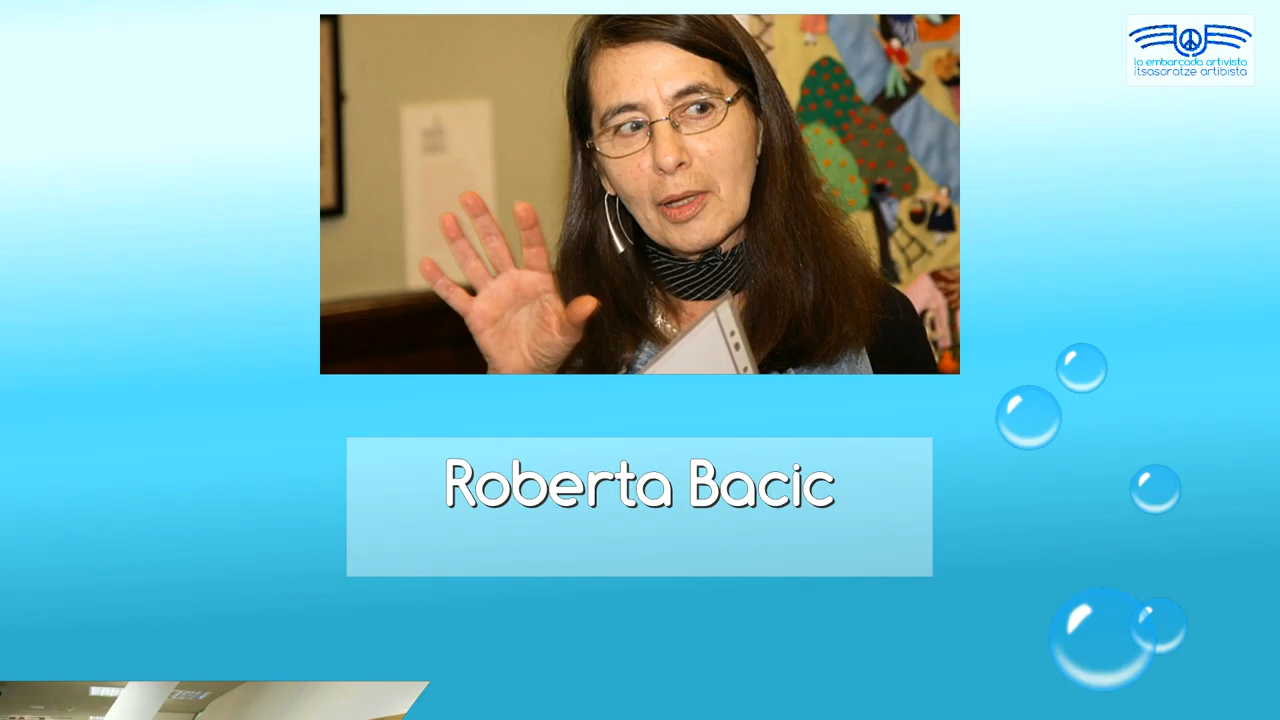 la embarcada artivista
itsasoratze artibista
Roberta Bacic